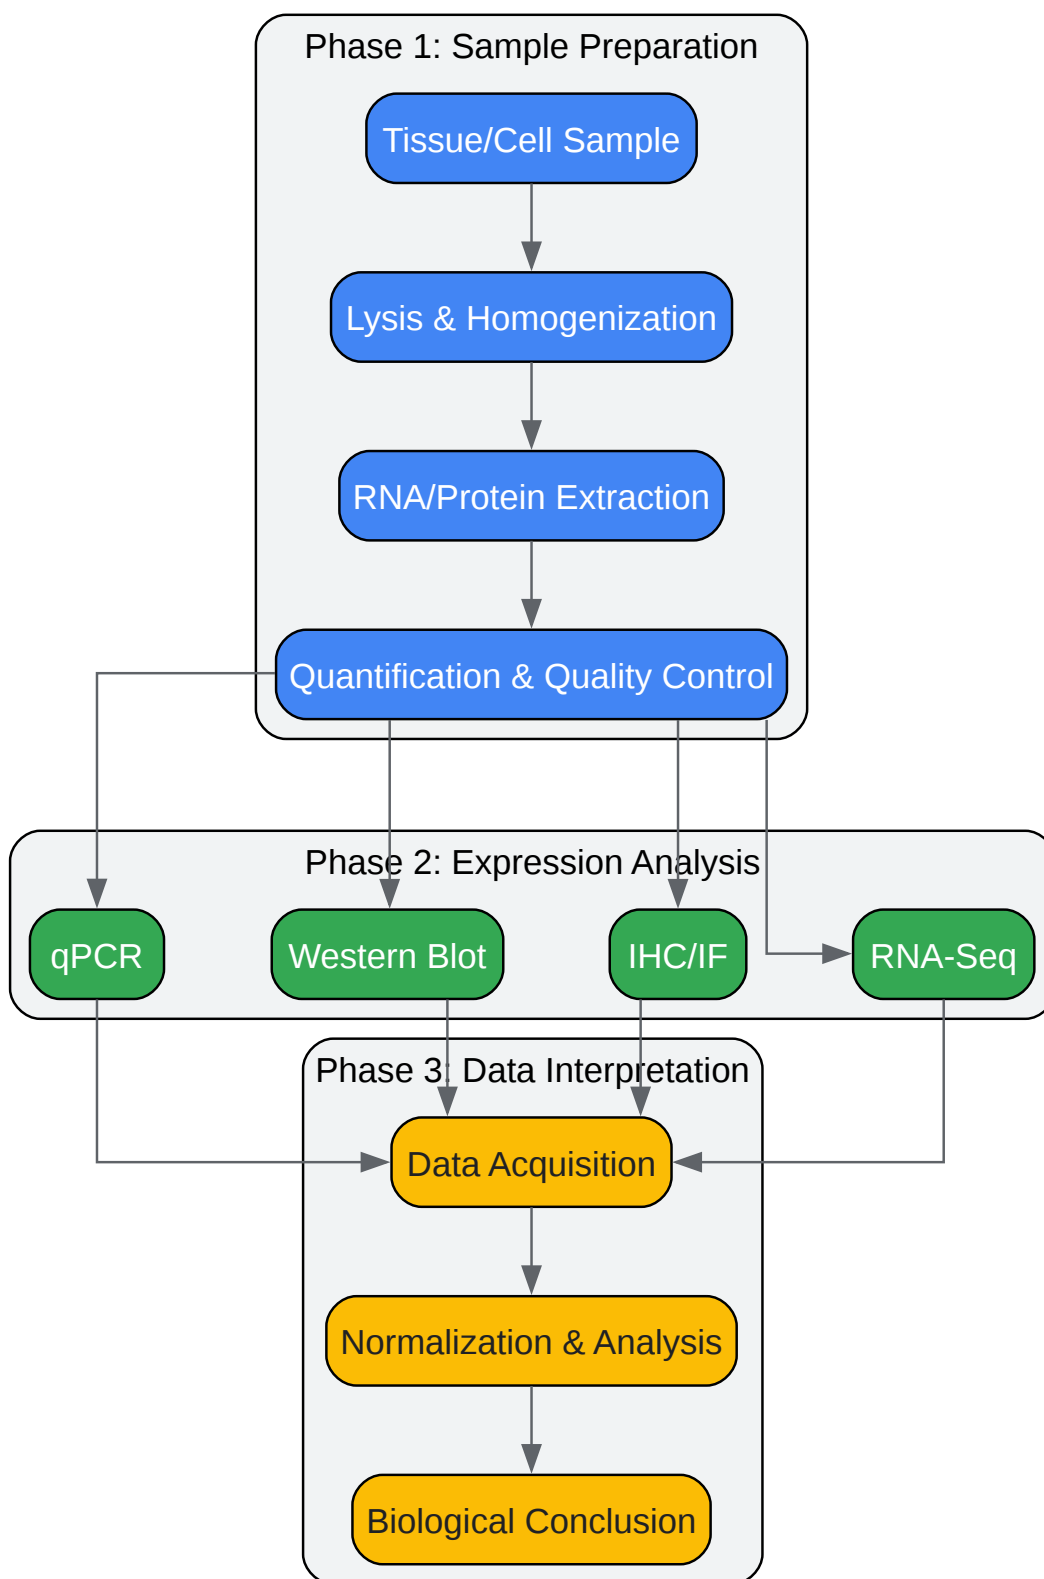 Phase 1: Sample Preparation
Tissue/Cell Sample
Lysis & Homogenization
RNA/Protein Extraction
Quantification & Quality Control
Phase 2: Expression Analysis
qPCR
Western Blot
IHC/IF
RNA-Seq
Phase 3: Data Interpretation
Data Acquisition
Normalization & Analysis
Biological Conclusion